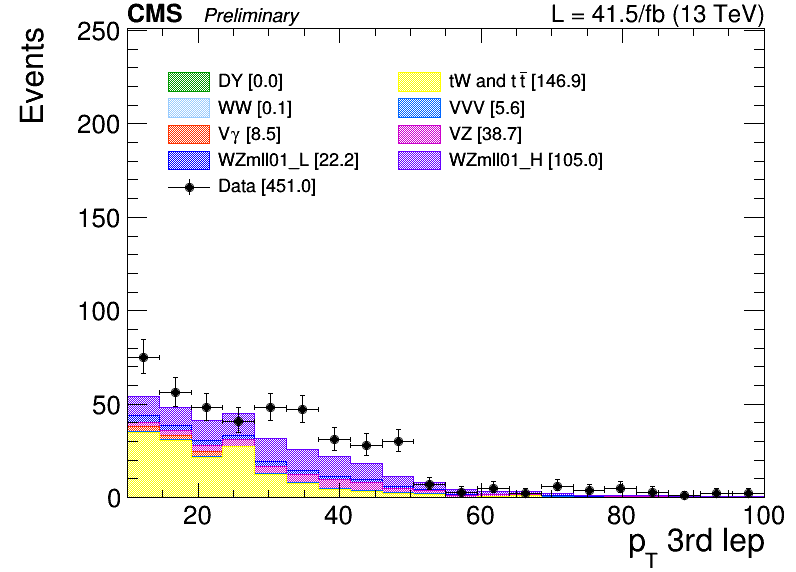 CMS Preliminary L = 41.5/fb (13 TeV)
Events
250
200
150
100
50
0
DY [0.0]
WW [0.1]
Vγ [8.5]
WZmll01_L [22.2]
Data [451.0]
tW and tt̅ [146.9]
VVV [5.6]
VZ [38.7]
WZmll01_H [105.0]
20 40 60 80 100
pT 3rd lep